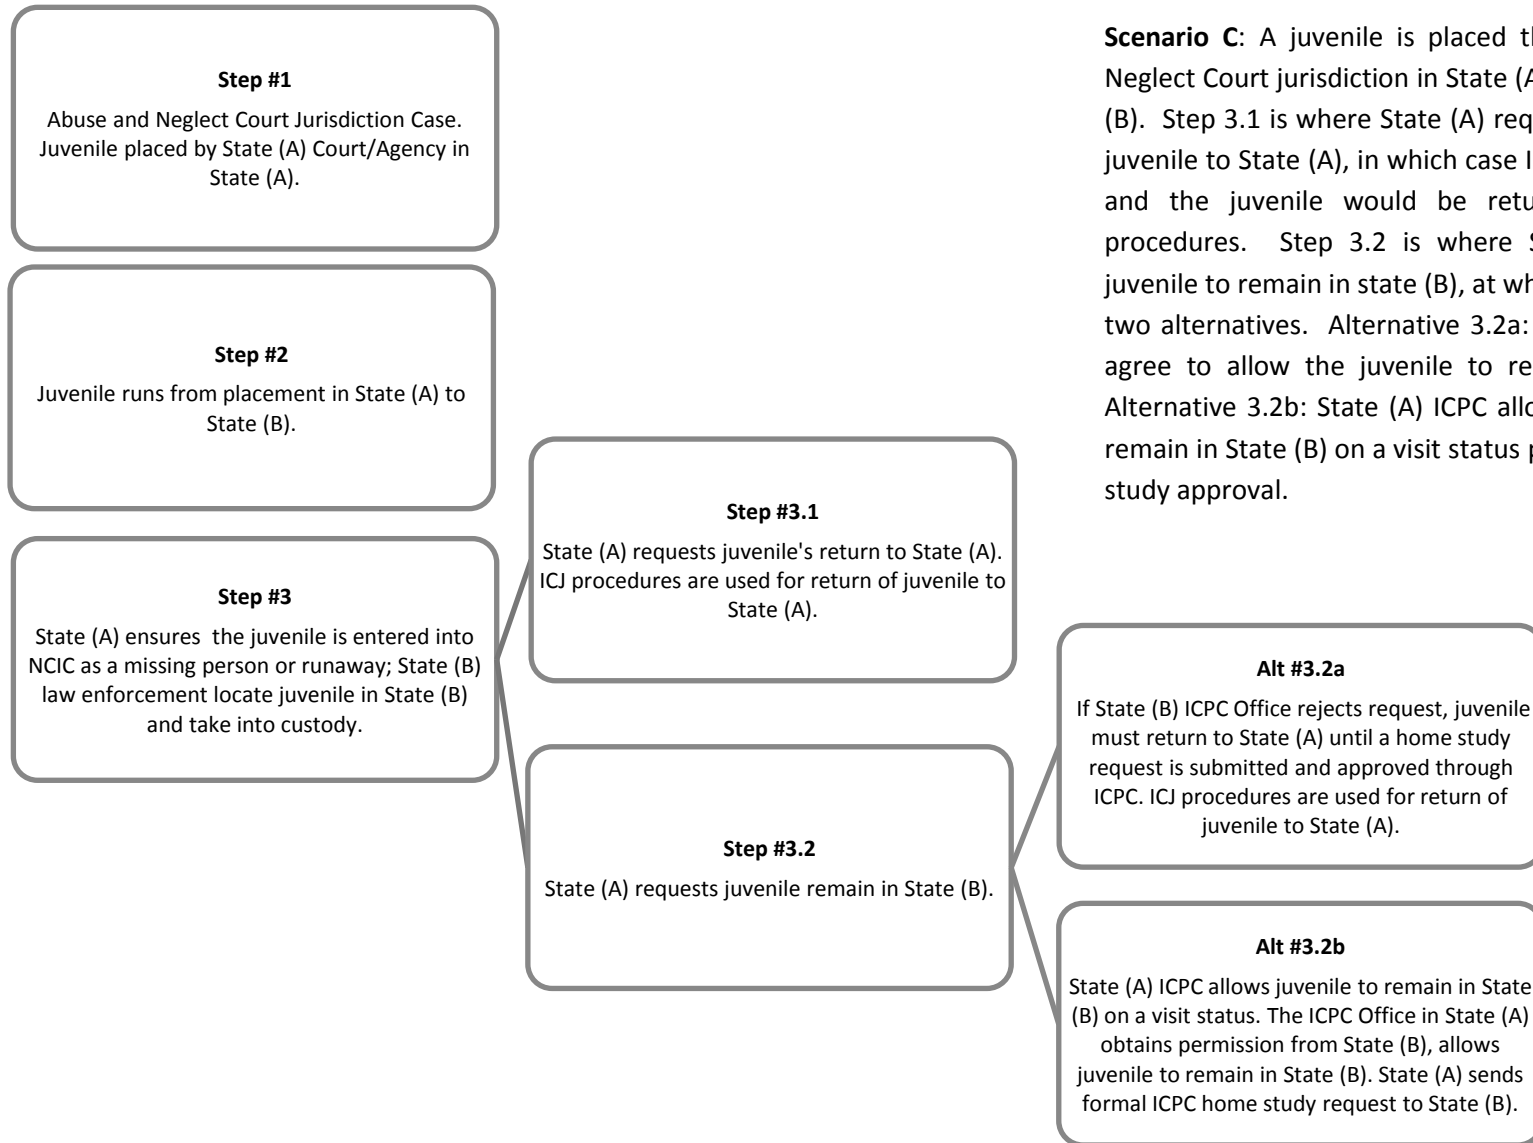 Step #1
Abuse and Neglect Court Jurisdiction Case.
Juvenile placed by State (A) Court/Agency in
State (A).
Step #2
Juvenile runs from placement in State (A) to
State (B).
Step #3
State (A) ensures the juvenile is entered into
NCIC as a missing person or runaway; State (B)
law enforcement locate juvenile in State (B)
and take into custody.
Step #3.1
State (A) requests juvenile's return to State (A).
ICJ procedures are used for return of juvenile to
State (A).
Step #3.2
State (A) requests juvenile remain in State (B).
Scenario C: A juvenile is placed
Neglect Court jurisdiction in State
(B). Step 3.1 is where State (A)
juvenile to State (A), in which case
and the juvenile would be
procedures. Step 3.2 is where
juvenile to remain in state (B), at
two alternatives. Alternative 3.2a:
agree to allow the juvenile to
Alternative 3.2b: State (A) ICPC
remain in State (B) on a visit status
study approval.
Alt #3.2a
If State (B) ICPC Office rejects request, juvenile
must return to State (A) until a home study
request is submitted and approved through
ICPC. ICJ procedures are used for return of
juvenile to State (A).
Alt #3.2b
State (A) ICPC allows juvenile to remain in State
(B) on a visit status. The ICPC Office in State (A)
obtains permission from State (B), allows
juvenile to remain in State (B). State (A) sends
formal ICPC home study request to State (B).